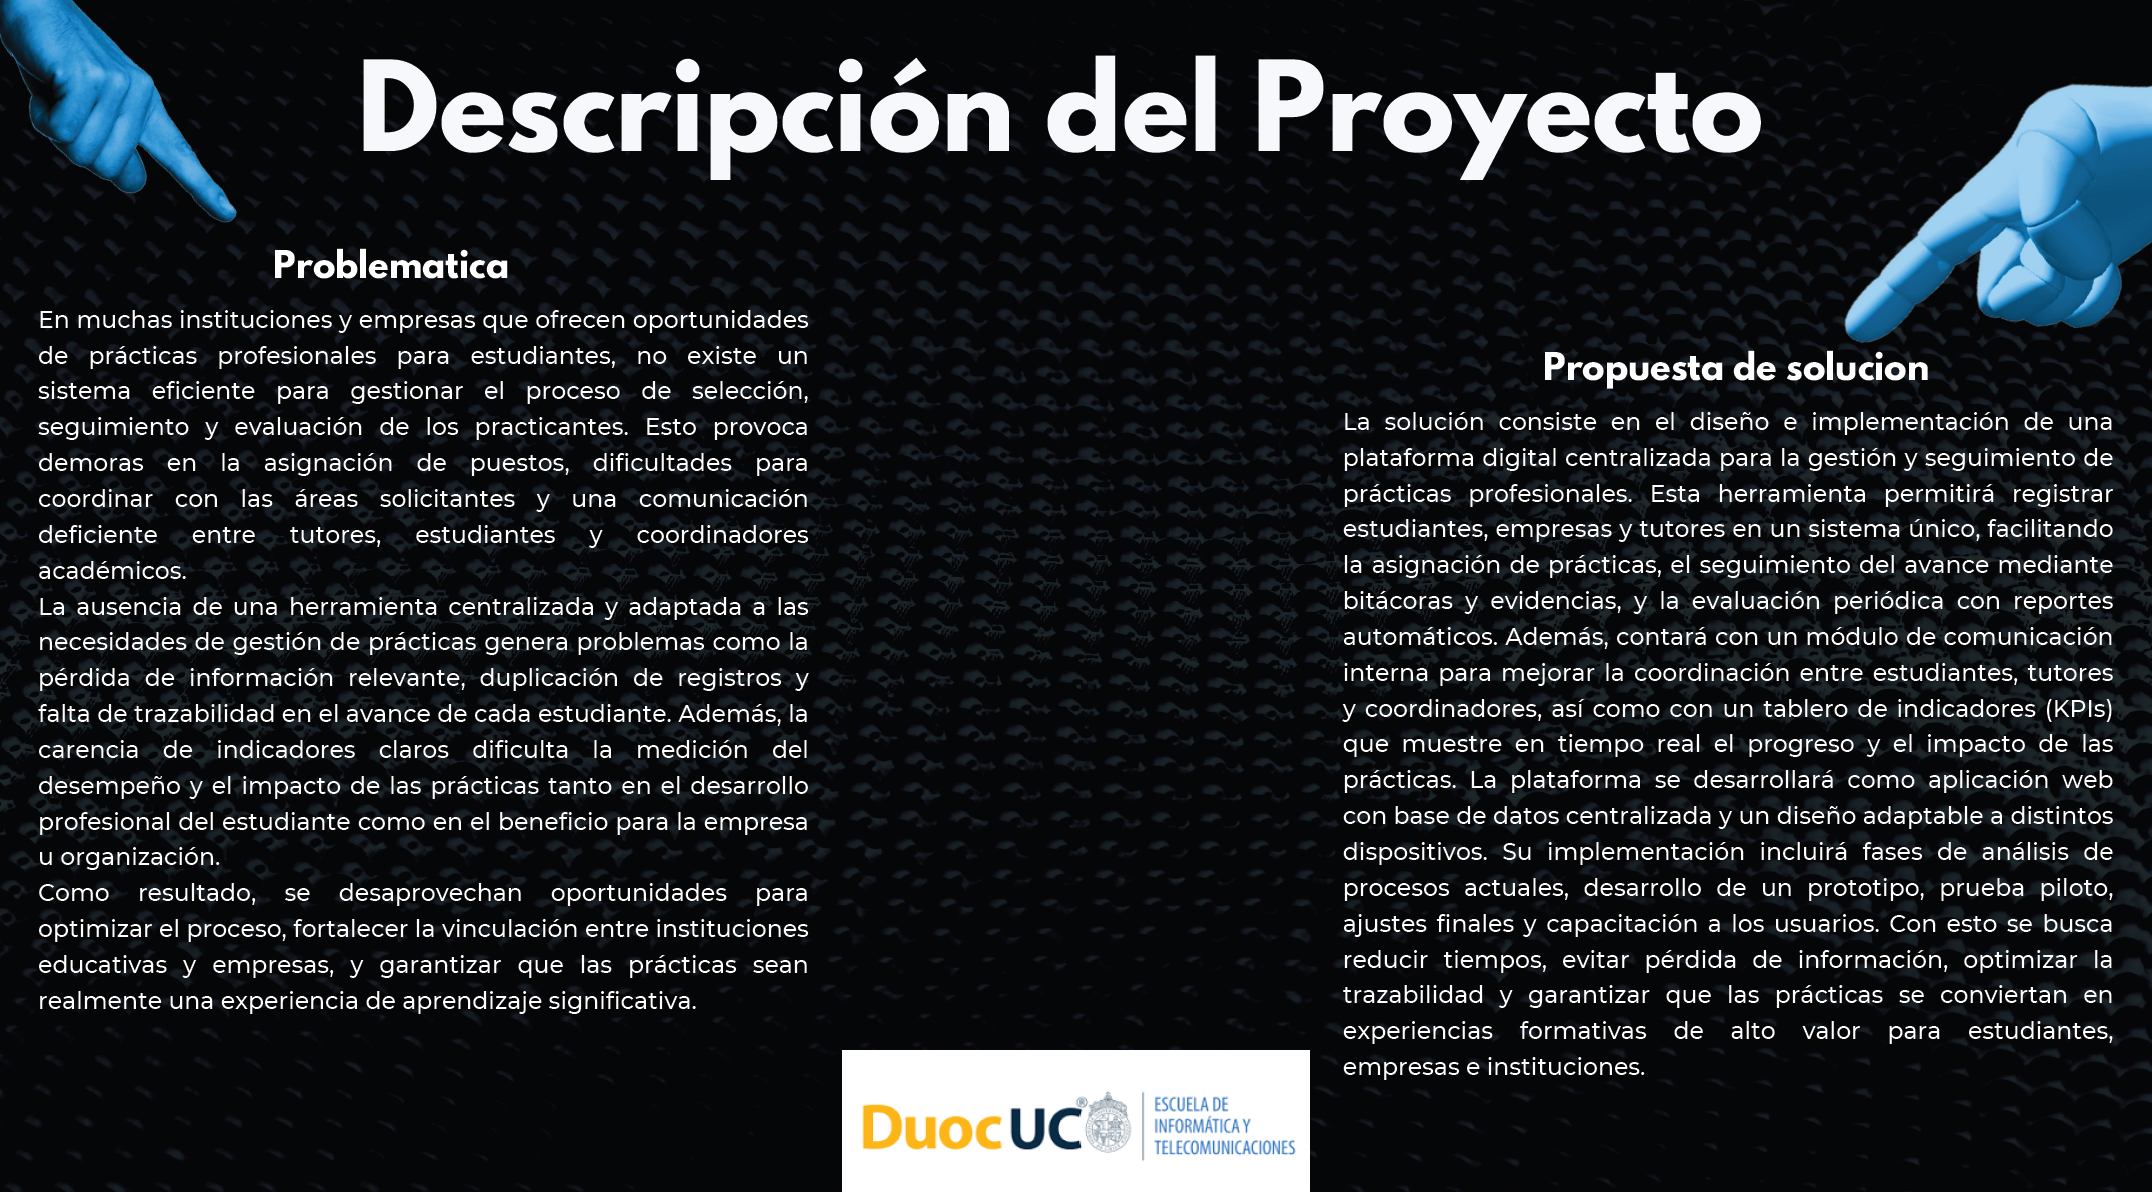 Descripción del Proyecto
Problematica
En muchas instituciones y empresas que ofrecen oportunidades
de prácticas profesionales para estudiantes, no existe un
sistema eficiente para gestionar el proceso de selección,
seguimiento y evaluación de los practicantes. Esto provoca
demoras en la asignación de puestos, dificultades para
coordinar con las áreas solicitantes y una comunicación
deficiente entre tutores, estudiantes y coordinadores
académicos.
La ausencia de una herramienta centralizada y adaptada a las
necesidades de gestión de prácticas genera problemas como la
pérdida de información relevante, duplicación de registros y
falta de trazabilidad en el avance de cada estudiante. Además, la
carencia de indicadores claros dificulta la medición del
desempeño y el impacto de las prácticas tanto en el desarrollo
profesional del estudiante como en el beneficio para la empresa
u organización.
Como resultado, se desaprovechan oportunidades para
optimizar el proceso, fortalecer la vinculación entre instituciones
educativas y empresas, y garantizar que las prácticas sean
realmente una experiencia de aprendizaje significativa.
Propuesta de solucion
La solución consiste en el diseño e implementación de una
plataforma digital centralizada para la gestión y seguimiento de
prácticas profesionales. Esta herramienta permitirá registrar
estudiantes, empresas y tutores en un sistema único, facilitando
la asignación de prácticas, el seguimiento del avance mediante
bitácoras y evidencias, y la evaluación periódica con reportes
automáticos. Además, contará con un módulo de comunicación
interna para mejorar la coordinación entre estudiantes, tutores
y coordinadores, así como con un tablero de indicadores (KPIs)
que muestre en tiempo real el progreso y el impacto de las
prácticas. La plataforma se desarrollará como aplicación web
con base de datos centralizada y un diseño adaptable a distintos
dispositivos. Su implementación incluirá fases de análisis de
procesos actuales, desarrollo de un prototipo, prueba piloto,
ajustes finales y capacitación a los usuarios. Con esto se busca
reducir tiempos, evitar pérdida de información, optimizar la
trazabilidad y garantizar que las prácticas se conviertan en
experiencias formativas de alto valor para estudiantes,
empresas e instituciones.
Duoc UC®
ESCUELA DE
INFORMÁTICA Y
TELECOMUNICACIONES